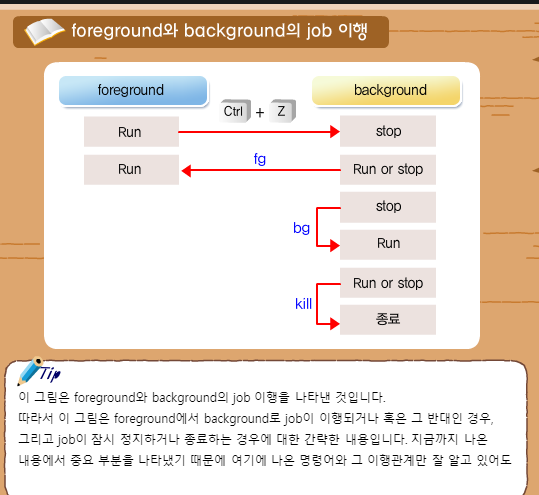 foreground와 background의 job 이행
foreground
background
Ctrl + Z
Run
stop
fg
Run
Run or stop
stop
bg
Run
Run or stop
kill
종료
Tip
이 그림은 foreground와 background의 job 이행을 나타낸 것입니다.
따라서 이 그림은 foreground에서 background로 job이 이행되거나 혹은 그 반대인 경우,
그리고 job이 잠시 정지하거나 종료하는 경우에 대한 간략한 내용입니다. 지금까지 나온
내용에서 중요 부분을 나타냈기 때문에 여기에 나온 명령어와 그 이행관계만 잘 알고 있어도